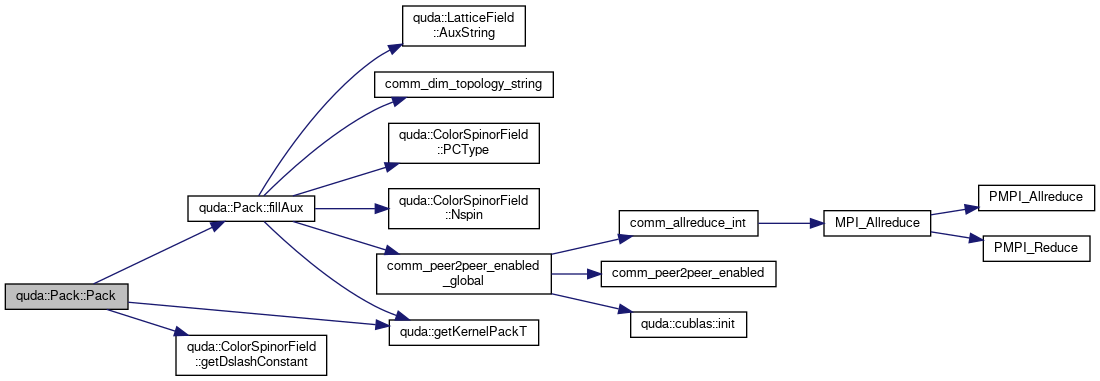 quda::Pack::Pack
quda::Pack::fillAux
quda::ColorSpinorField
::getDslashConstant
quda::LatticeField
::AuxString
comm_dim_topology_string
quda::ColorSpinorField
::PCType
quda::ColorSpinorField
::Nspin
comm_peer2peer_enabled
_global
quda::getKernelPackT
comm_allreduce_int
comm_peer2peer_enabled
quda::cublas::init
MPI_Allreduce
PMPI_Allreduce
PMPI_Reduce